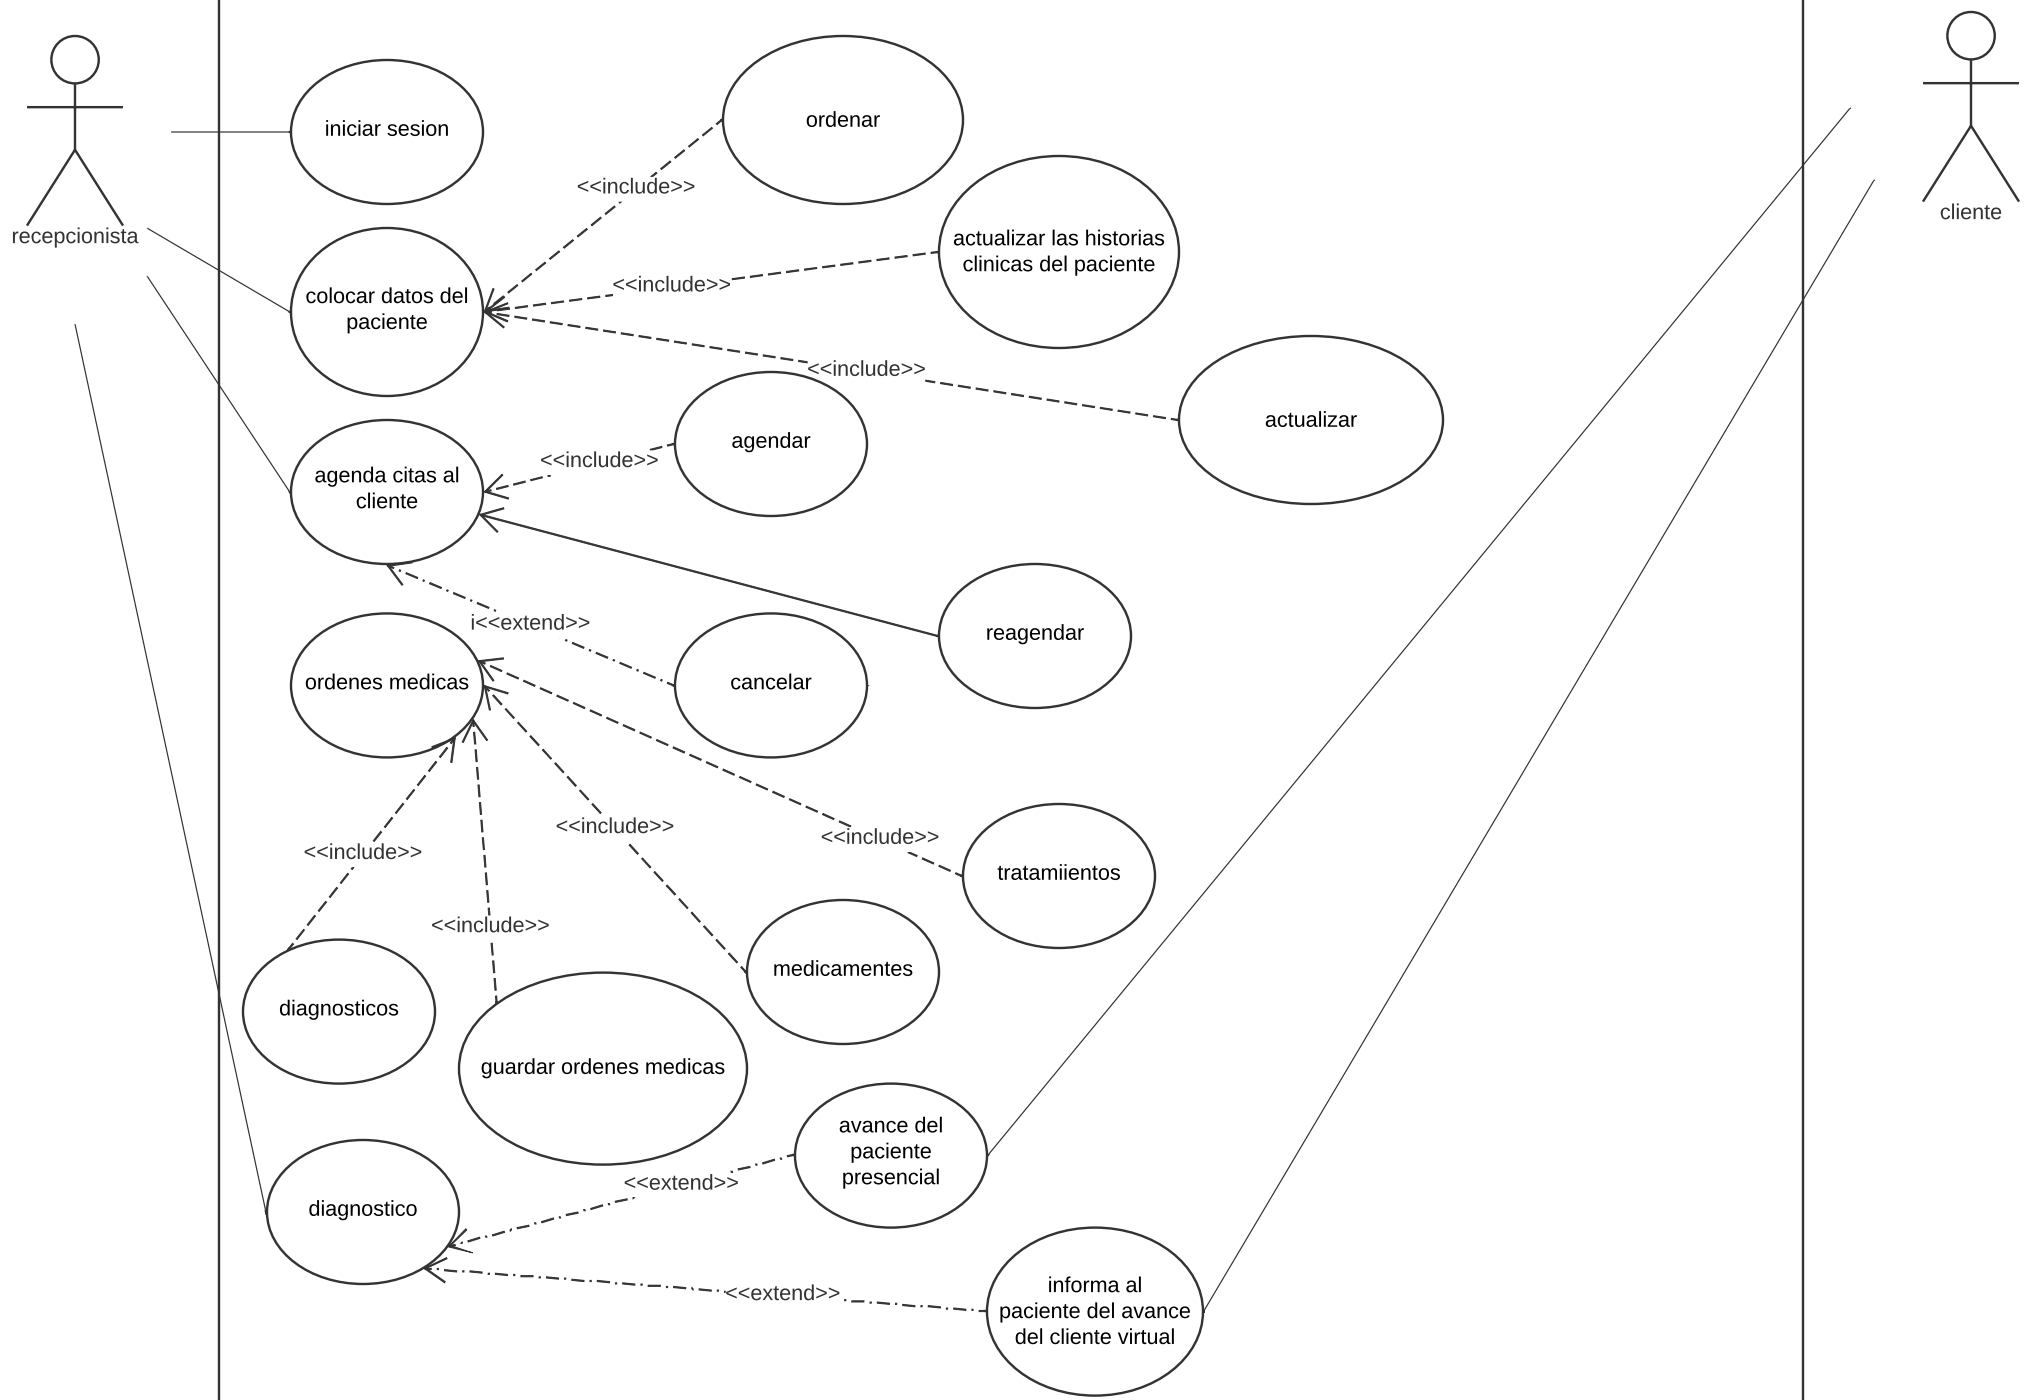 recepcionista
cliente
iniciar sesion
ordenar
<<include>>
actualizar las historias
clinicas del paciente
<<include>>
colocar datos del
paciente
<<include>>
actualizar
agendar
<<include>>
agenda citas al
cliente
i<<extend>>
reagendar
ordenes medicas
cancelar
<<include>>
<<include>>
<<include>>
tratamiientos
<<include>>
medicamentes
diagnosticos
guardar ordenes medicas
avance del
paciente
presencial
<<extend>>
diagnostico
<<extend>>
informa al
paciente del avance
del cliente virtual